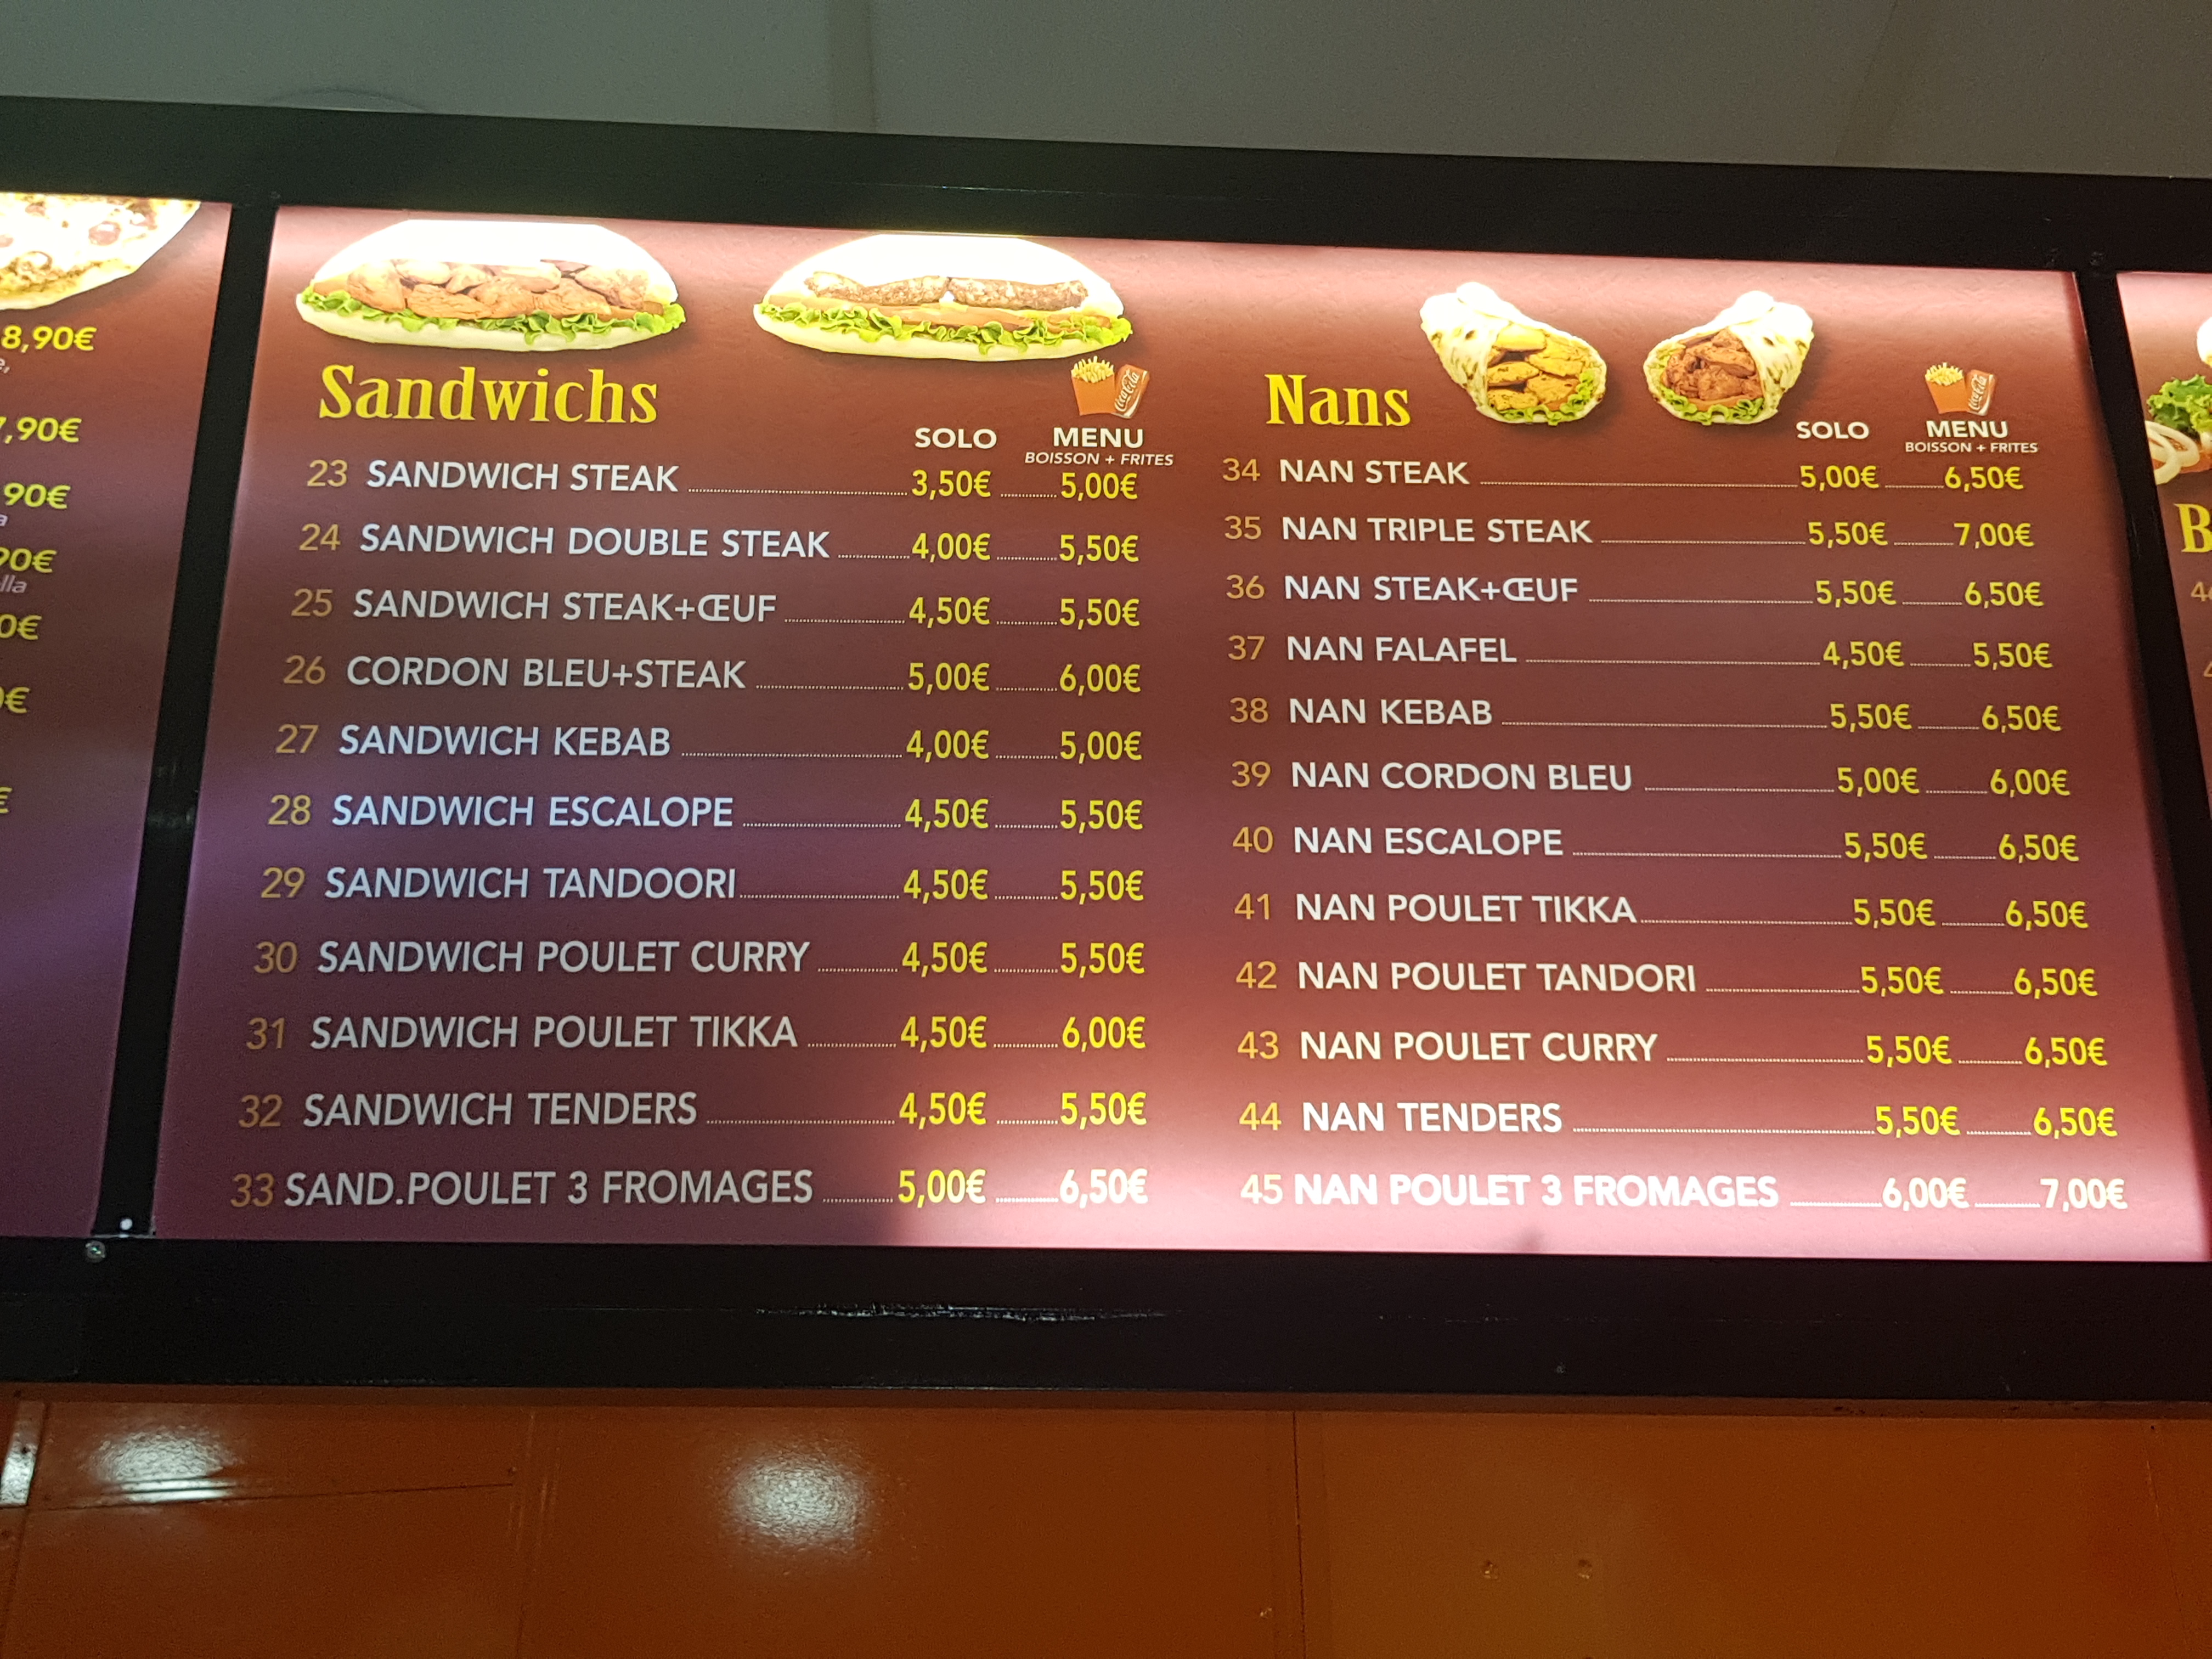 8,90€
,90€
90€
90€
lla
0€
€
€
Sandwichs
SOLO MENU
BOISSON + FRITES
23 SANDWICH STEAK 3,50€ 5,00€
24 SANDWICH DOUBLE STEAK 4,00€ 5,50€
25 SANDWICH STEAK+ŒUF 4,50€ 5,50€
26 CORDON BLEU+STEAK 5,00€ 6,00€
27 SANDWICH KEBAB 4,00€ 5,00€
28 SANDWICH ESCALOPE 4,50€ 5,50€
29 SANDWICH TANDOORI 4,50€ 5,50€
30 SANDWICH POULET CURRY 4,50€ 5,50€
31 SANDWICH POULET TIKKA 4,50€ 6,00€
32 SANDWICH TENDERS 4,50€ 5,50€
33 SAND.POULET 3 FROMAGES 5,00€ 6,50€
Coca-Cola
Nans
SOLO MENU
BOISSON + FRITES
34 NAN STEAK 5,00€ 6,50€
35 NAN TRIPLE STEAK 5,50€ 7,00€
36 NAN STEAK+ŒUF 5,50€ 6,50€
37 NAN FALAFEL 4,50€ 5,50€
38 NAN KEBAB 5,50€ 6,50€
39 NAN CORDON BLEU 5,00€ 6,00€
40 NAN ESCALOPE 5,50€ 6,50€
41 NAN POULET TIKKA 5,50€ 6,50€
42 NAN POULET TANDORI 5,50€ 6,50€
43 NAN POULET CURRY 5,50€ 6,50€
44 NAN TENDERS 5,50€ 6,50€
45 NAN POULET 3 FROMAGES 6,00€ 7,00€
Coca-Cola
B